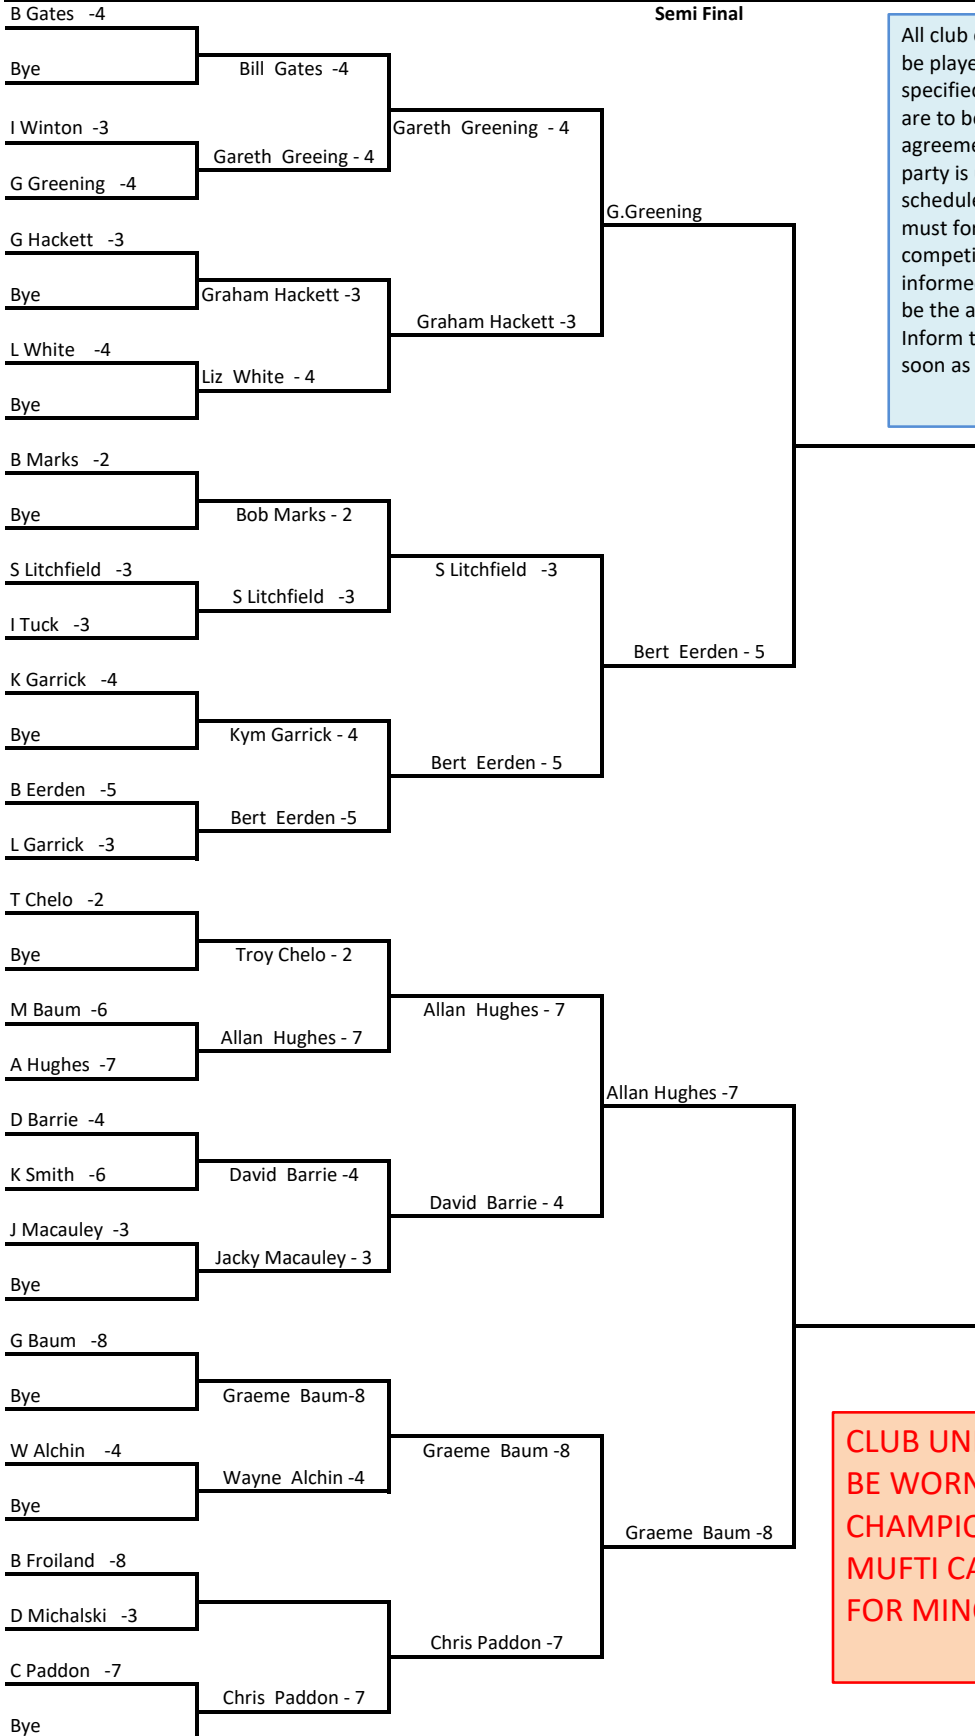 B Gates -4
Semi Final
Bye
Bill Gates -4
I Winton -3
Gareth Greening - 4
Gareth Greeing - 4
G Greening -4
G.Greening
G Hackett -3
Bye
Graham Hackett -3
Graham Hackett -3
L White -4
Liz White - 4
Bye
B Marks -2
Bye
Bob Marks - 2
S Litchfield -3
S Litchfield -3
S Litchfield -3
I Tuck -3
Bert Eerden - 5
K Garrick -4
Bye
Kym Garrick - 4
Bert Eerden - 5
B Eerden -5
Bert Eerden -5
L Garrick -3
T Chelo -2
Bye
Troy Chelo - 2
M Baum -6
Allan Hughes - 7
Allan Hughes - 7
A Hughes -7
Allan Hughes -7
D Barrie -4
K Smith -6
David Barrie -4
David Barrie - 4
J Macauley -3
Jacky Macauley - 3
Bye
G Baum -8
Bye
Graeme Baum-8
W Alchin -4
Graeme Baum -8
Wayne Alchin -4
Bye
Graeme Baum -8
B Froiland -8
D Michalski -3
Chris Paddon -7
C Paddon -7
Chris Paddon - 7
Bye
All club
be playe
specified
are to be
agreeme
party is
schedule
must for
competi
informe
be the a
Inform t
soon as
CLUB UN
BE WORN
CHAMPIO
MUFTI CA
FOR MINO